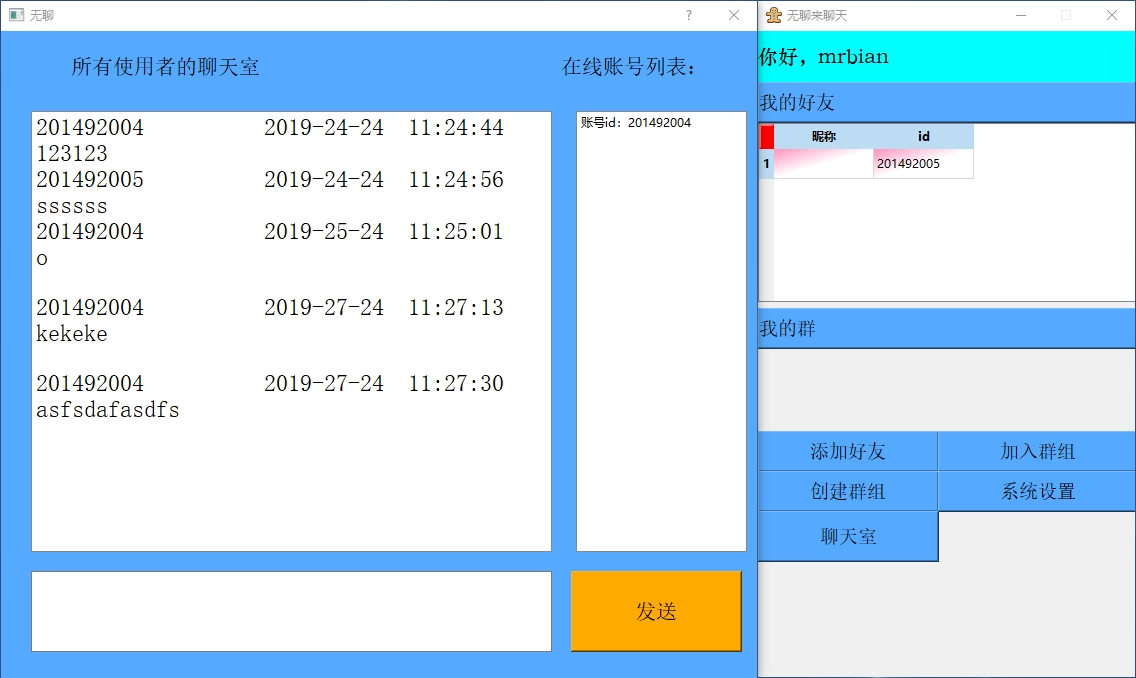 无聊
所有使用者的聊天室
在线账号列表：
201492004 2019-24-24 11:24:44
123123
201492005 2019-24-24 11:24:56
ssssss
201492004 2019-25-24 11:25:01
o
201492004 2019-27-24 11:27:13
kekeke
201492004 2019-27-24 11:27:30
asfsdafasdfs
账号id：201492004
发送
无聊来聊天
你好，mrbian
我的好友
昵称 id
1 201492005
我的群
添加好友 加入群组
创建群组 系统设置
聊天室